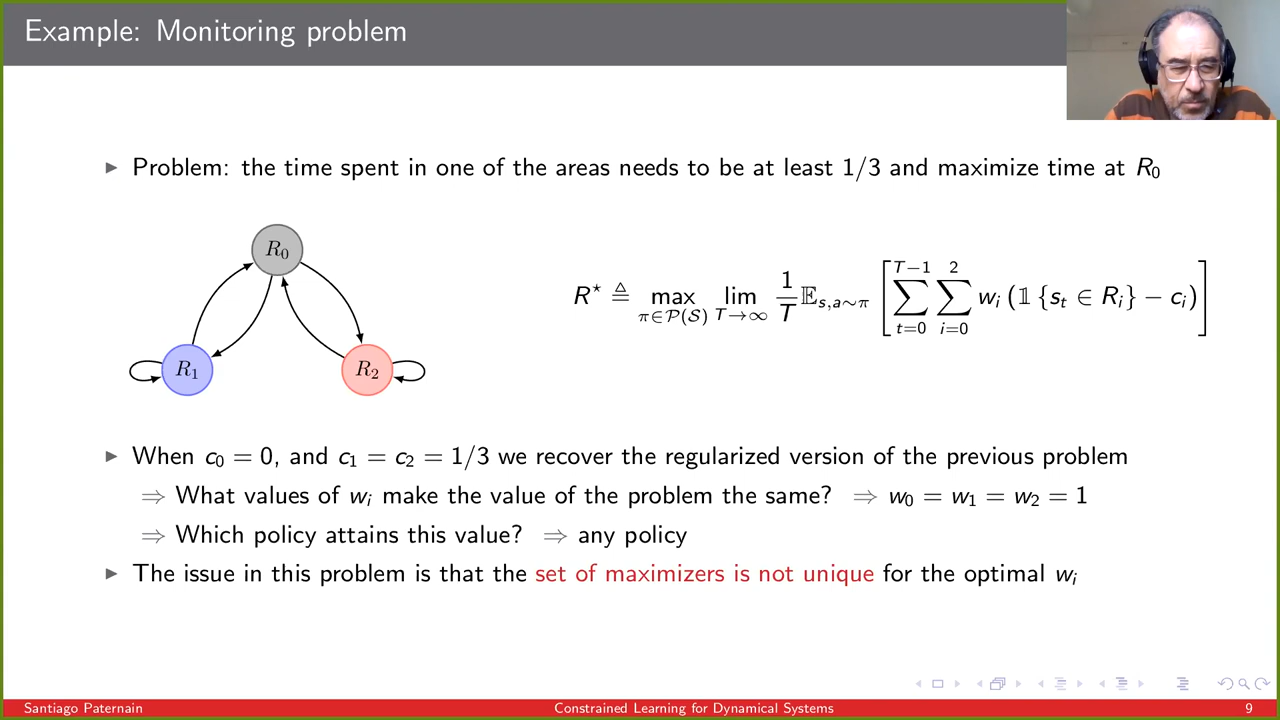 Example: Monitoring problem
▶ Problem: the time spent in one of the areas needs to be at least 1/3 and maximize time at R₀
R₀
R₁
R₂
R⋆ ≜ max_{π∈𝒫(𝒮)} lim_{T→∞} 1/T 𝔼_{s,a∼π} [ ∑_{t=0}^{T−1} ∑_{i=0}^{2} wᵢ (𝟙 {sₜ ∈ Rᵢ} − cᵢ) ]
▶ When c₀ = 0, and c₁ = c₂ = 1/3 we recover the regularized version of the previous problem
⇒ What values of wᵢ make the value of the problem the same? ⇒ w₀ = w₁ = w₂ = 1
⇒ Which policy attains this value? ⇒ any policy
▶ The issue in this problem is that the set of maximizers is not unique for the optimal wᵢ
Santiago Paternain Constrained Learning for Dynamical Systems 9